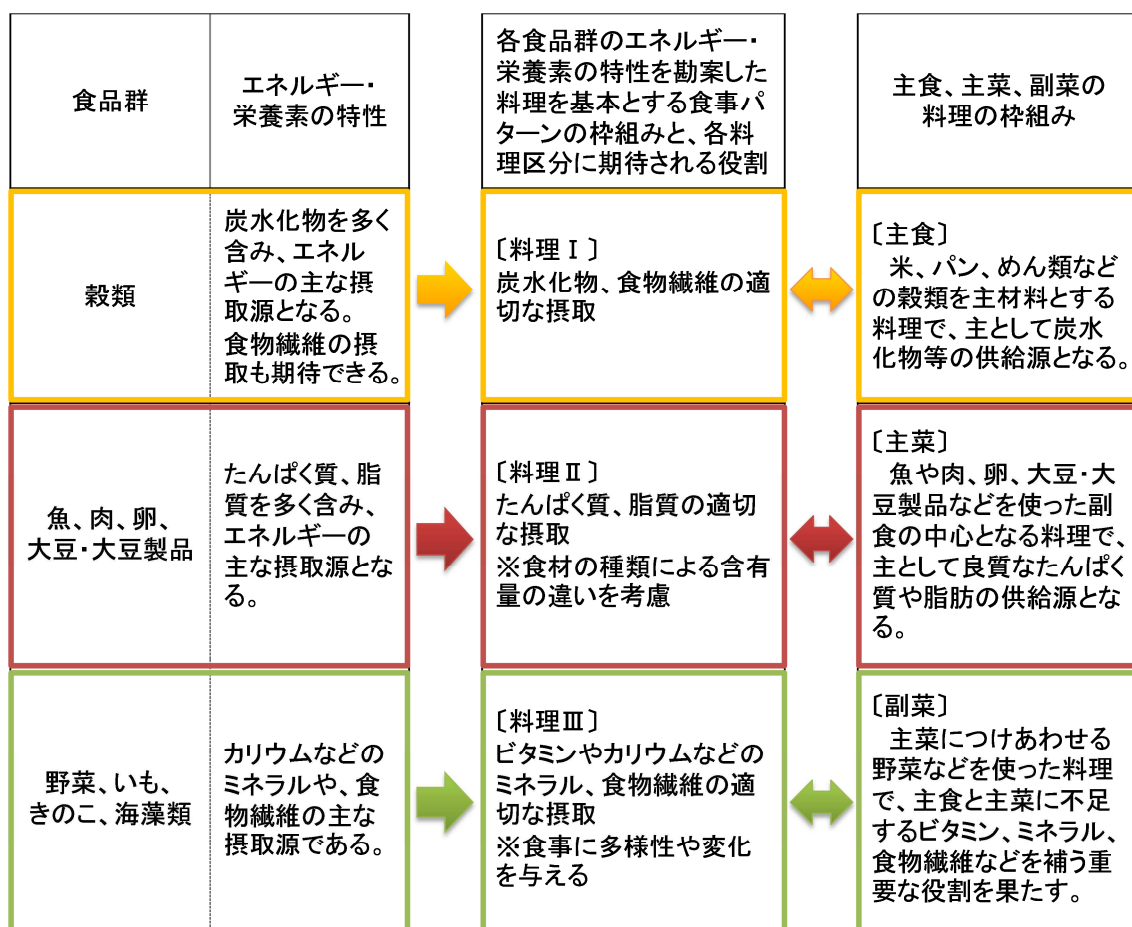 食品群
エネルギー・
栄養素の特性
各食品群のエネルギー・
栄養素の特性を勘案した
料理を基本とする食事パ
ターンの枠組みと、各料
理区分に期待される役割
主食、主菜、副菜の
料理の枠組み
穀類
炭水化物を多く
含み、エネル
ギーの主な摂
取源となる。
食物繊維の摂
取も期待できる。
〔料理Ⅰ〕
炭水化物、食物繊維の適
切な摂取
〔主食〕
米、パン、めん類など
の穀類を主材料とする
料理で、主として炭水
化物等の供給源となる。
魚、肉、卵、
大豆・大豆製品
たんぱく質、脂
質を多く含み、
エネルギーの
主な摂取源とな
る。
〔料理Ⅱ〕
たんぱく質、脂質の適切
な摂取
※食材の種類による含有
量の違いを考慮
〔主菜〕
魚や肉、卵、大豆・大
豆製品などを使った副
食の中心となる料理で、
主として良質なたんぱく
質や脂肪の供給源とな
る。
野菜、いも、
きのこ、海藻類
カリウムなどの
ミネラルや、食
物繊維の主な
摂取源である。
〔料理Ⅲ〕
ビタミンやカリウムなどの
ミネラル、食物繊維の適
切な摂取
※食事に多様性や変化
を与える
〔副菜〕
主菜につけあわせる
野菜などを使った料理
で、主食と主菜に不足
するビタミン、ミネラル、
食物繊維などを補う重
要な役割を果たす。